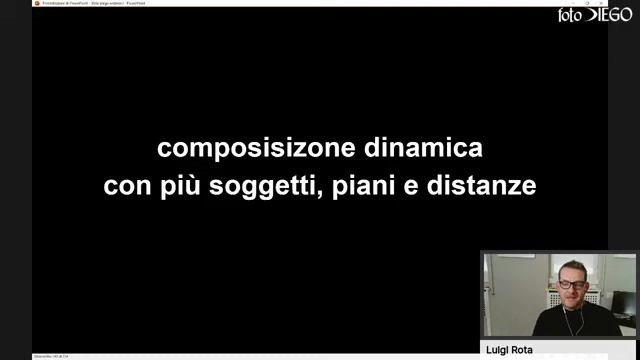 foto DIEGO
composisizone dinamica
con più soggetti, piani e distanze
Luigi Rota